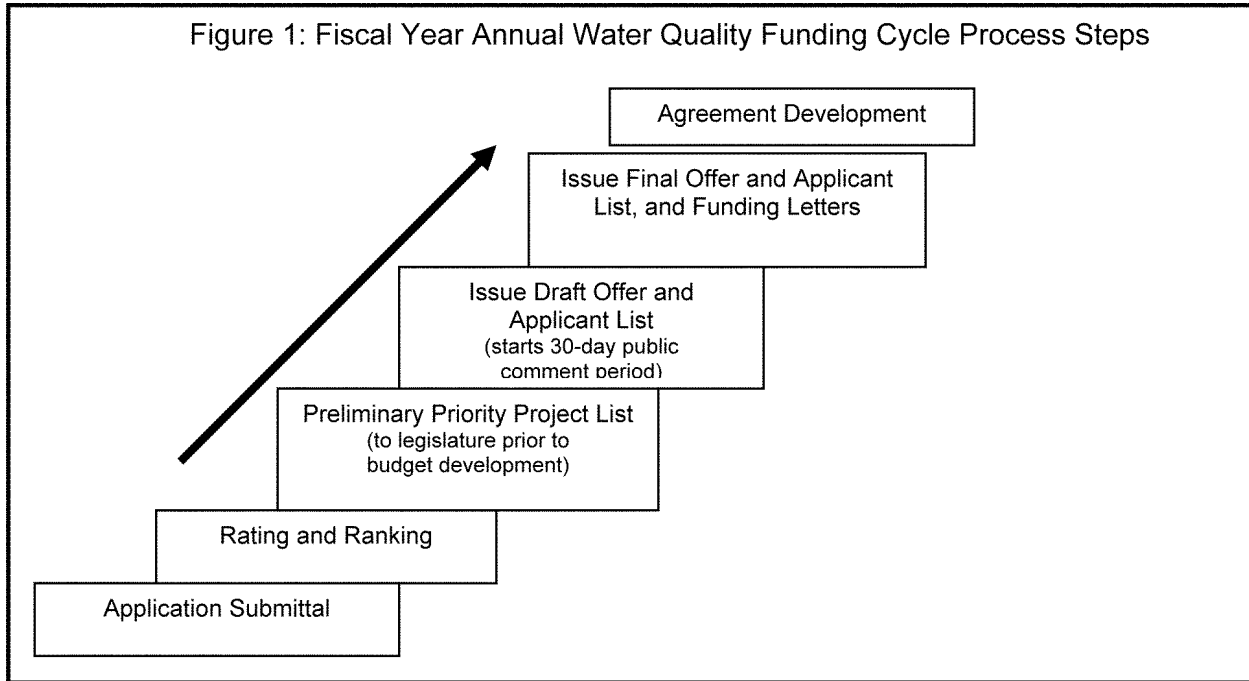 Figure 1: Fiscal Year Annual Water Quality Funding Cycle Process Steps
Agreement Development
Issue Final Offer and Applicant
List, and Funding Letters
Issue Draft Offer and
Applicant List
(starts 30-day public
comment period)
Preliminary Priority Project List
(to legislature prior to
budget development)
Rating and Ranking
Application Submittal